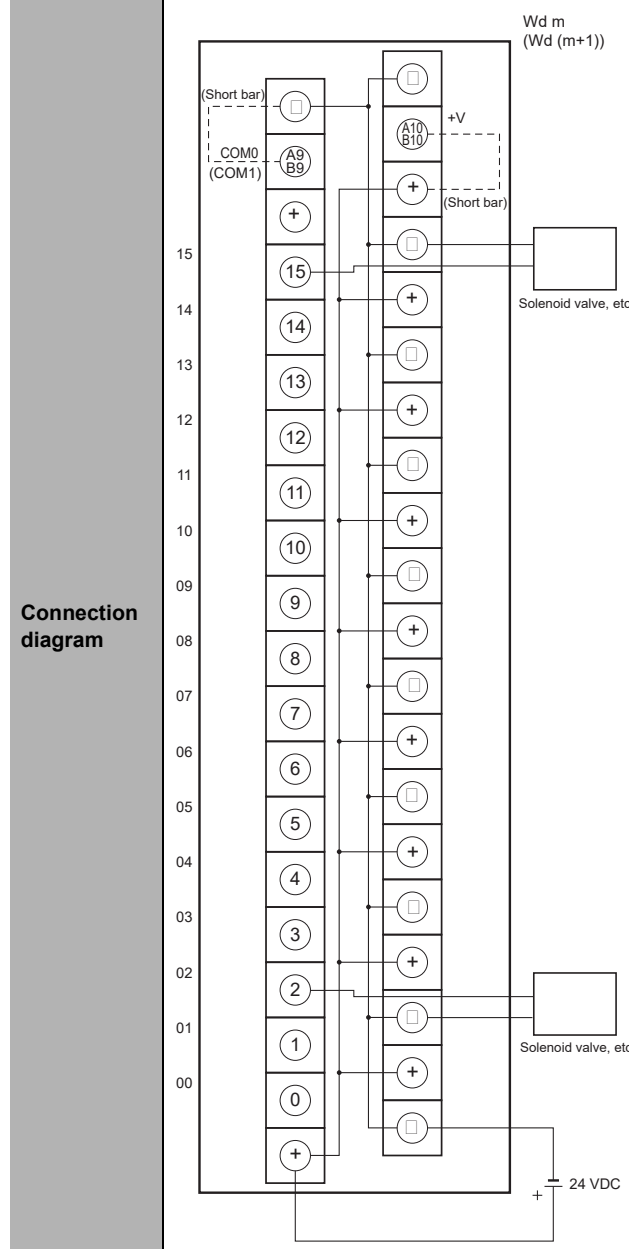 Wd m
(Wd (m+1))
(Short bar)
+V
A10
B10
COM0
(COM1)
A9
B9
+
+
(Short bar)
15
15
+
Solenoid valve, etc
14
14
13
13
+
12
12
11
11
+
10
10
09
9
+
08
8
07
7
+
06
6
05
5
+
04
4
03
3
+
02
2
01
1
Solenoid valve, etc
+
00
0
+
+
24 VDC
Connection
diagram